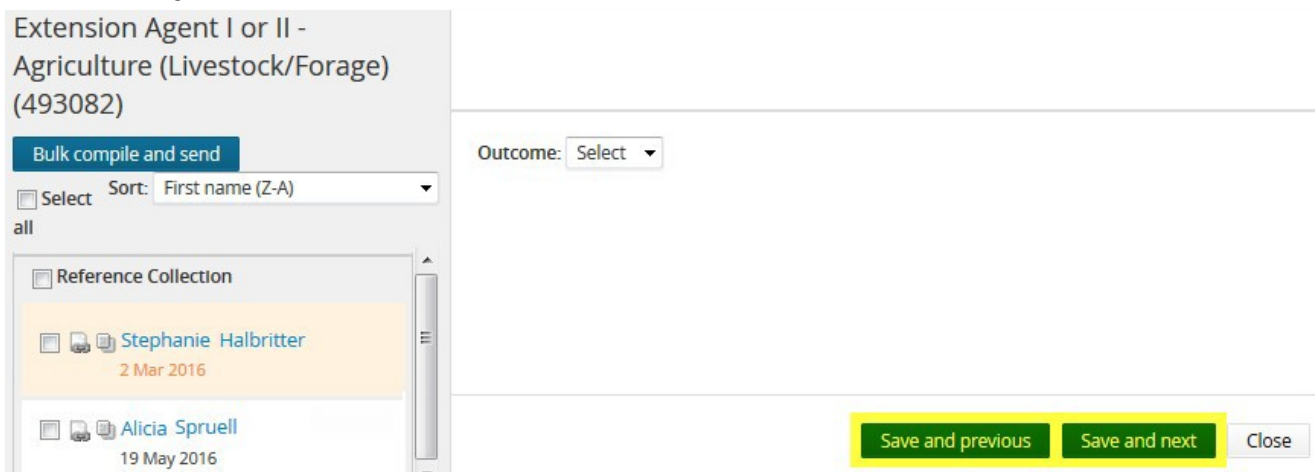 Extension Agent I or II -
Agriculture (Livestock/Forage)
(493082)
Bulk compile and send
Select all
Sort: First name (Z-A)
Reference Collection
Stephanie Halbritter
2 Mar 2016
Alicia Spruell
19 May 2016
Outcome: Select
Save and previous
Save and next
Close